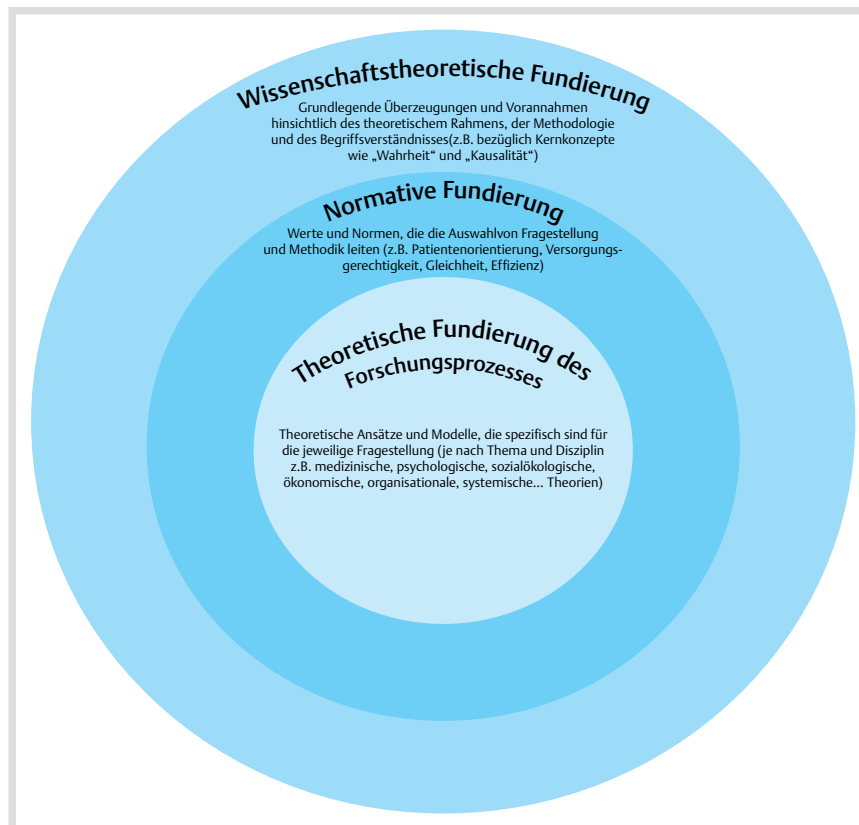 Wissenschaftstheoretische Fundierung
Grundlegende Überzeugungen und Vorannahmen
hinsichtlich des theoretischem Rahmens, der Methodologie
und des Begriffsverständnisses(z.B. bezüglich Kernkonzepte
wie „Wahrheit“ und „Kausalität“)
Normative Fundierung
Werte und Normen, die die Auswahlvon Fragestellung
und Methodik leiten (z.B. Patientenorientierung, Versorgungs-
gerechtigkeit, Gleichheit, Effizienz)
Theoretische Fundierung des
Forschungsprozesses
Theoretische Ansätze und Modelle, die spezifisch sind für
die jeweilige Fragestellung (je nach Thema und Disziplin
z.B. medizinische, psychologische, sozialökologische,
ökonomische, organisationale, systemische... Theorien)